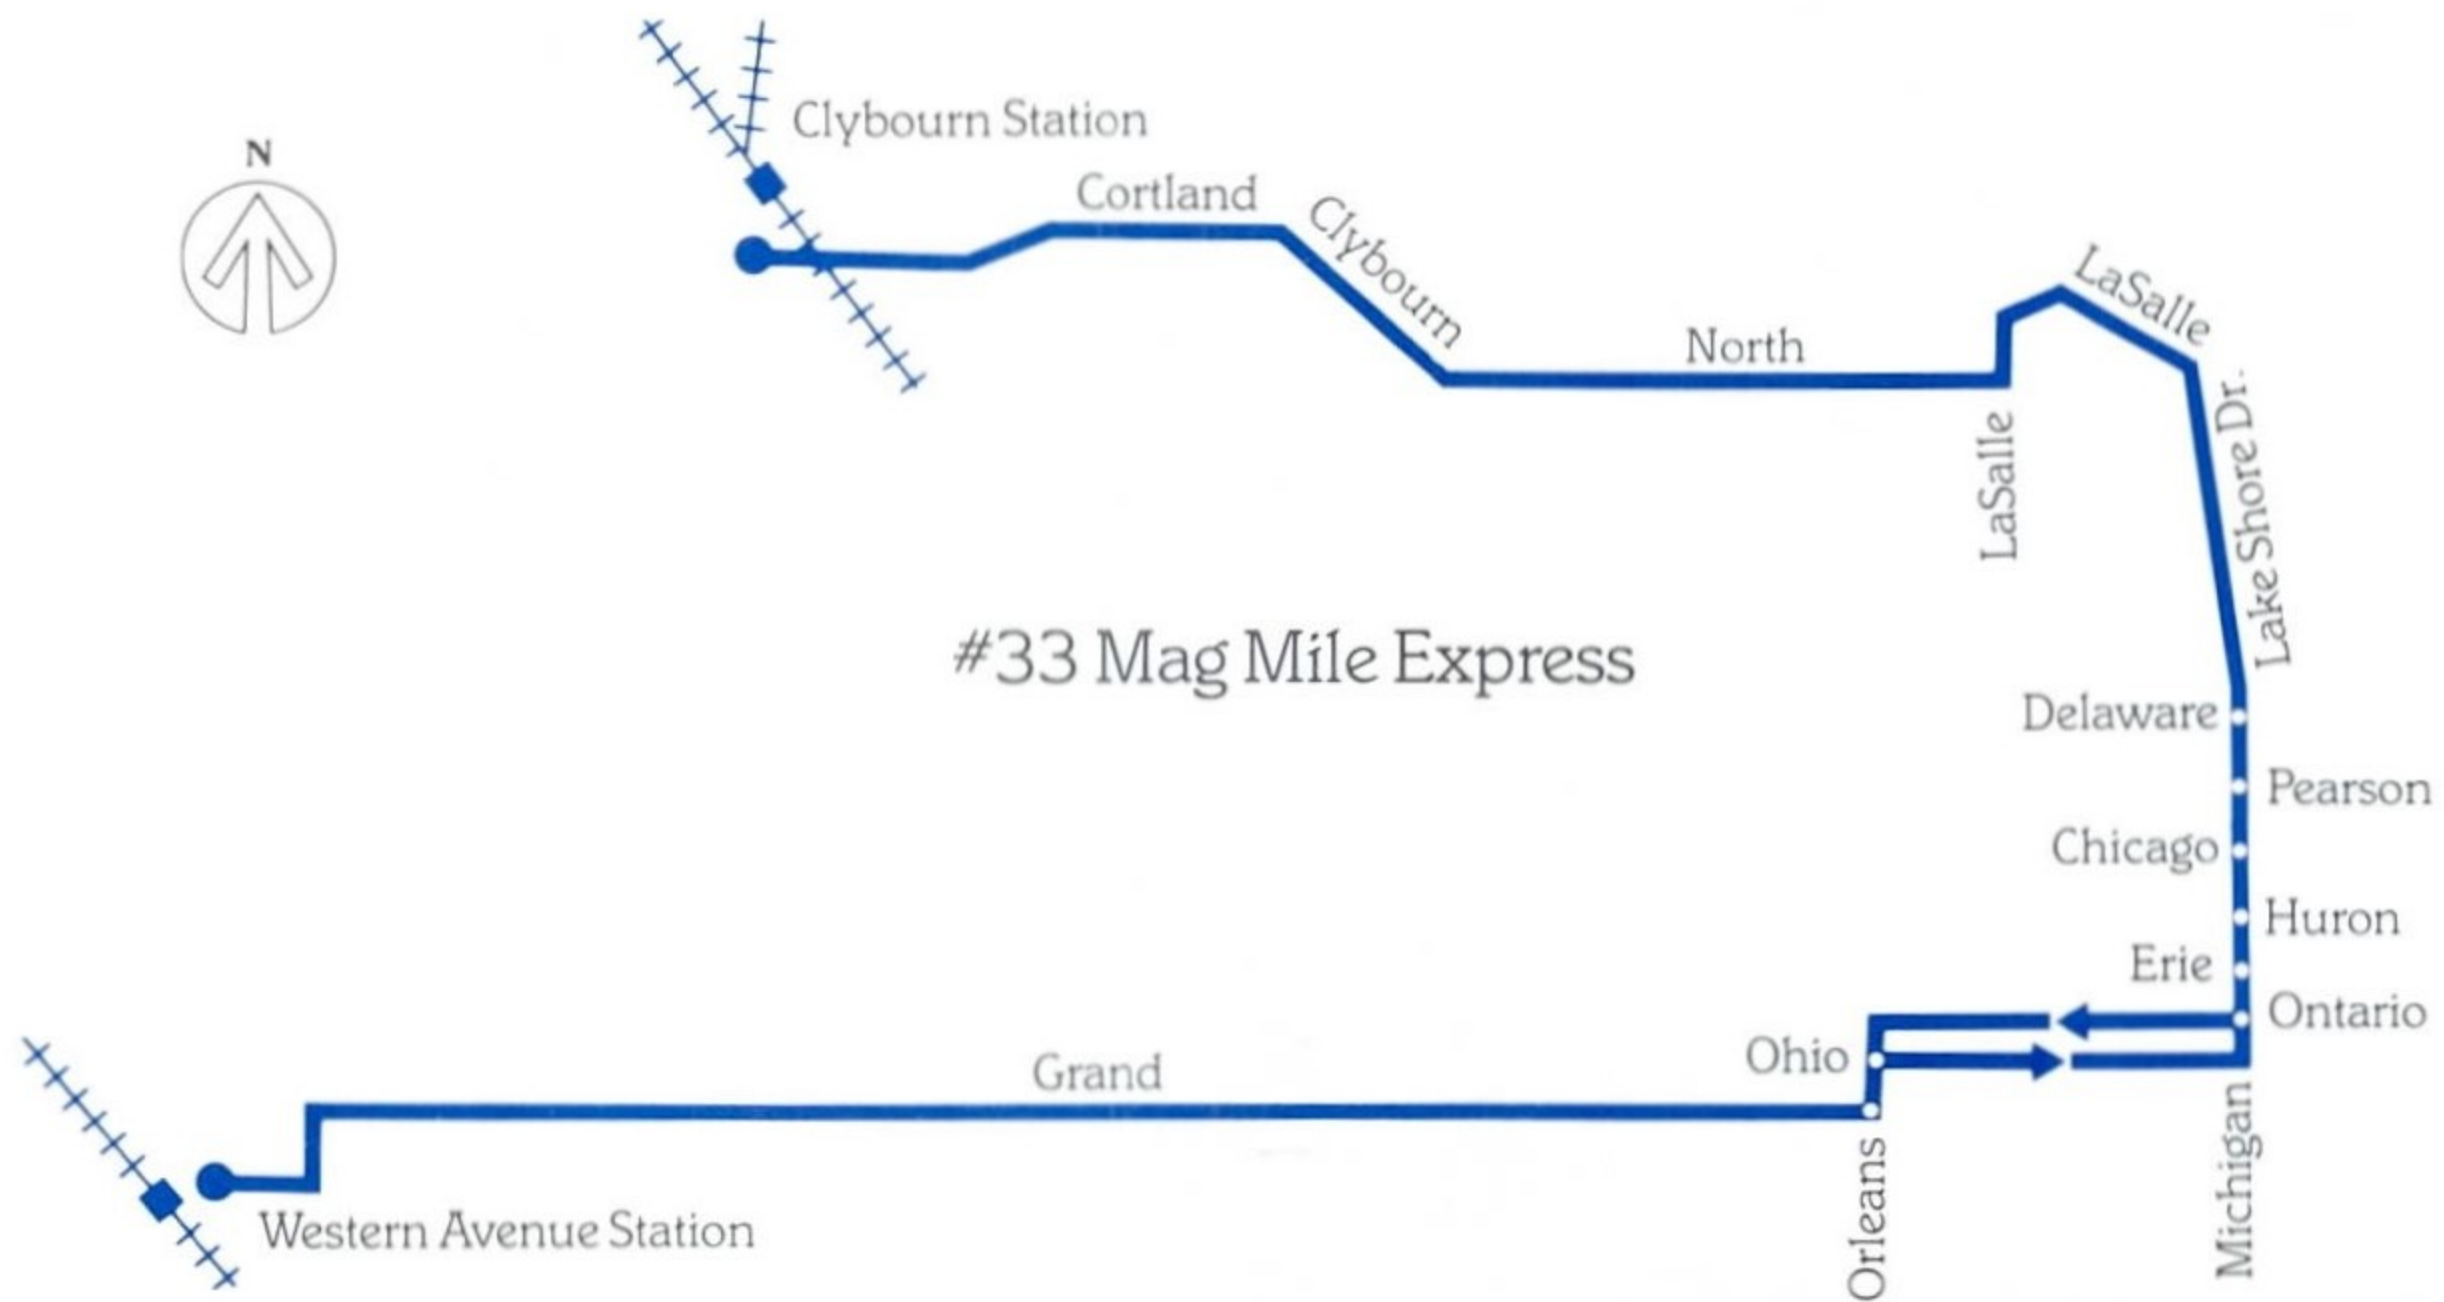 N
Clybourn Station
Cortland
Clybourn
North
LaSalle
LaSalle
Lake Shore Dr.
#33 Mag Mile Express
Delaware
Pearson
Chicago
Huron
Erie
Ontario
Ohio
Grand
Orleans
Michigan
Western Avenue Station